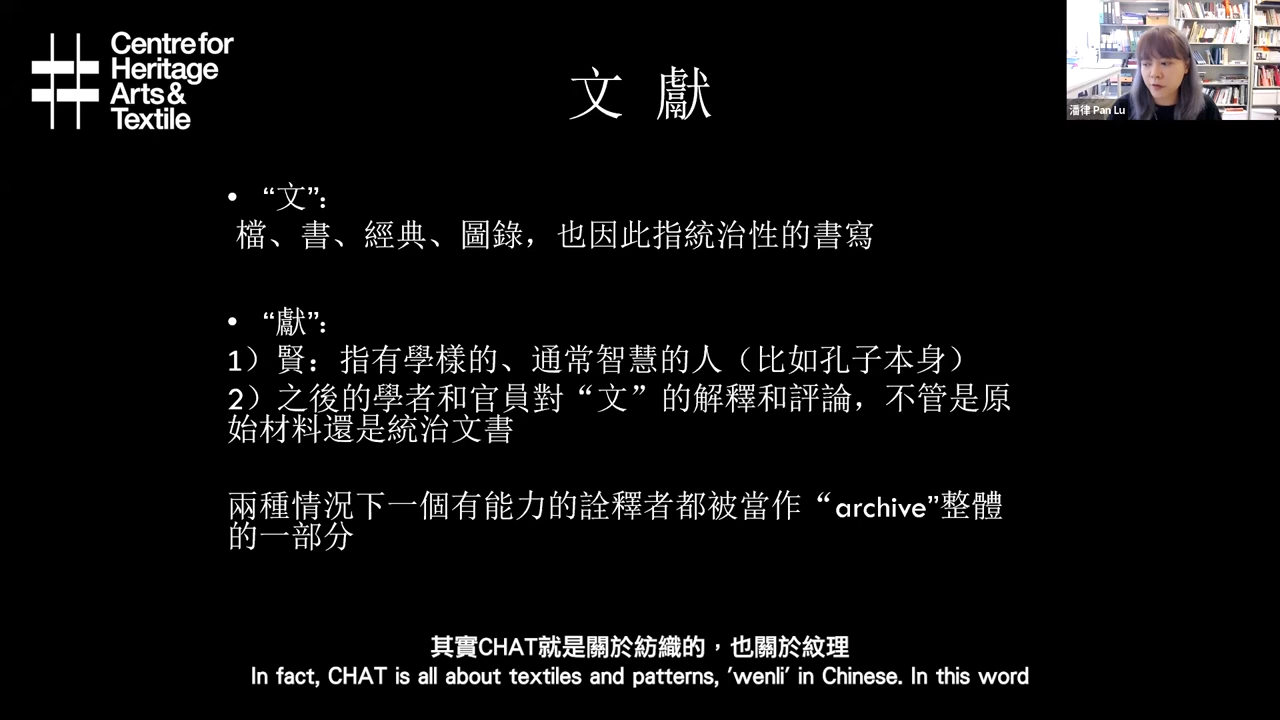 Centre for
Heritage
Arts &
Textile
文 獻
潘律 Pan Lu
• “文”：
檔、書、經典、圖錄，也因此指統治性的書寫
• “獻”：
1）賢：指有學樣的、通常智慧的人（比如孔子本身）
2）之後的學者和官員對“文”的解釋和評論，不管是原
始材料還是統治文書
兩種情況下一個有能力的詮釋者都被當作“archive”整體
的一部分
其實CHAT就是關於紡織的，也關於紋理
In fact, CHAT is all about textiles and patterns, 'wenli' in Chinese. In this word